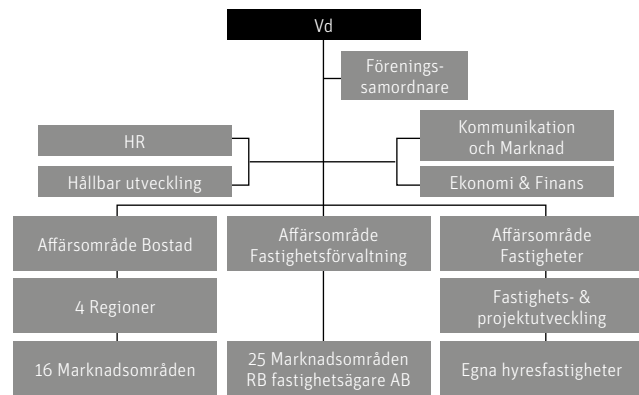 Vd
Förenings-
samordnare
HR
Kommunikation
och Marknad
Hållbar utveckling
Ekonomi & Finans
Affärsområde Bostad
Affärsområde
Fastighetsförvaltning
Affärsområde
Fastigheter
4 Regioner
Fastighets- &
projektutveckling
16 Marknadsområden
25 Marknadsområden
RB fastighetsägare AB
Egna hyresfastigheter